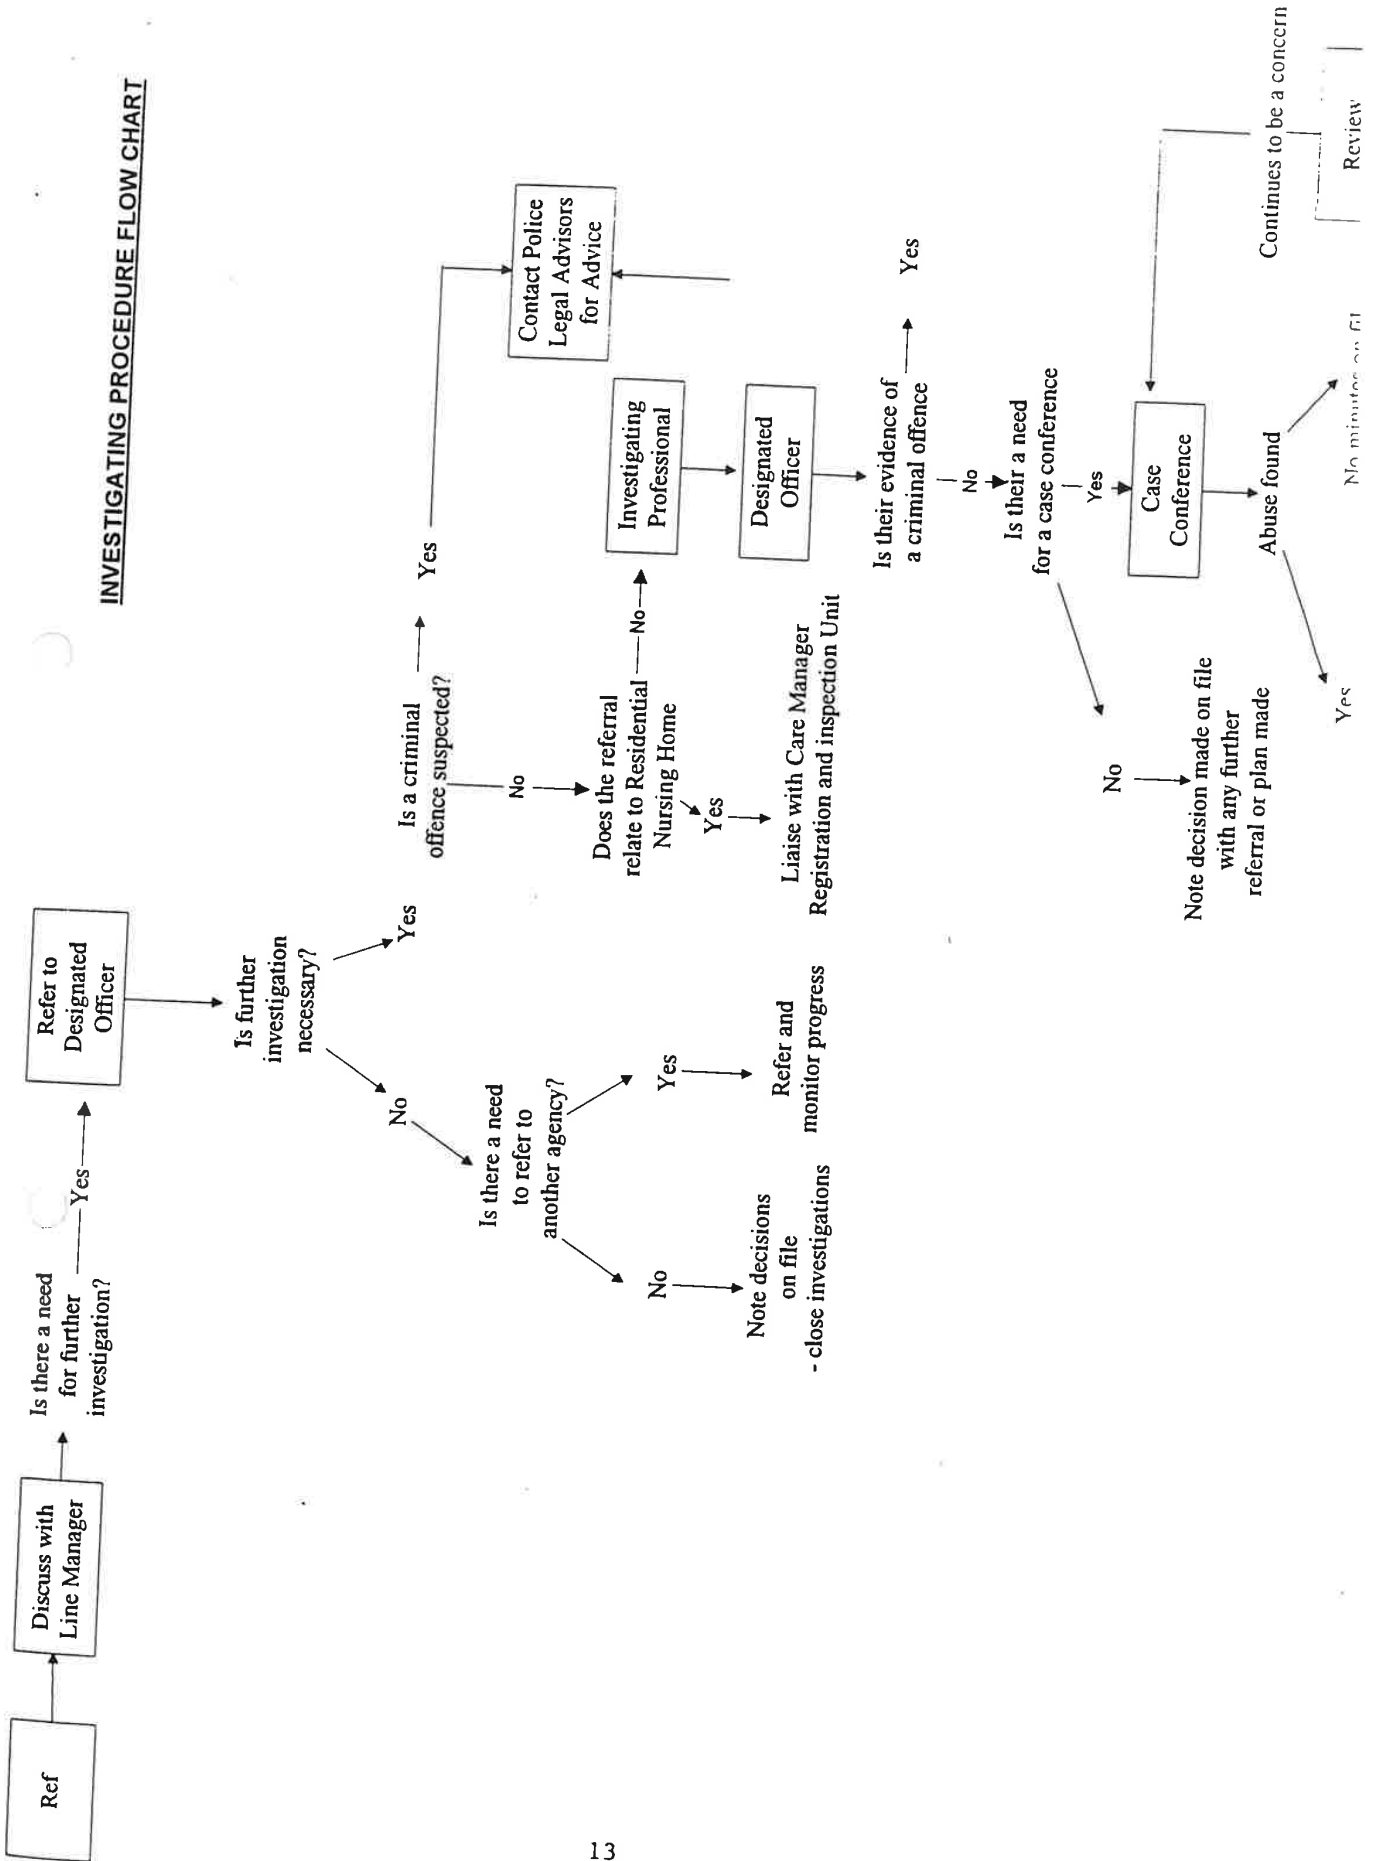 INVESTIGATING PROCEDURE FLOW CHART
Ref
Discuss with
Line Manager
Is there a need
for further
investigation?
Yes
Refer to
Designated
Officer
Is further
investigation
necessary?
No
Yes
Is there a need
to refer to
another agency?
No
Yes
Note decisions
on file
- close investigations
Refer and
monitor progress
Is a criminal
offence suspected?
Yes
No
Contact Police
Legal Advisors
for Advice
Does the referral
relate to Residential
Nursing Home
No
Yes
Liaise with Care Manager
Registration and inspection Unit
Investigating
Professional
Designated
Officer
Is their evidence of
a criminal offence
Yes
No
Is their a need
for a case conference
Yes
No
Note decision made on file
with any further
referral or plan made
Case
Conference
Abuse found
Yes
No minutes on
Continues to be a concern
Review
13